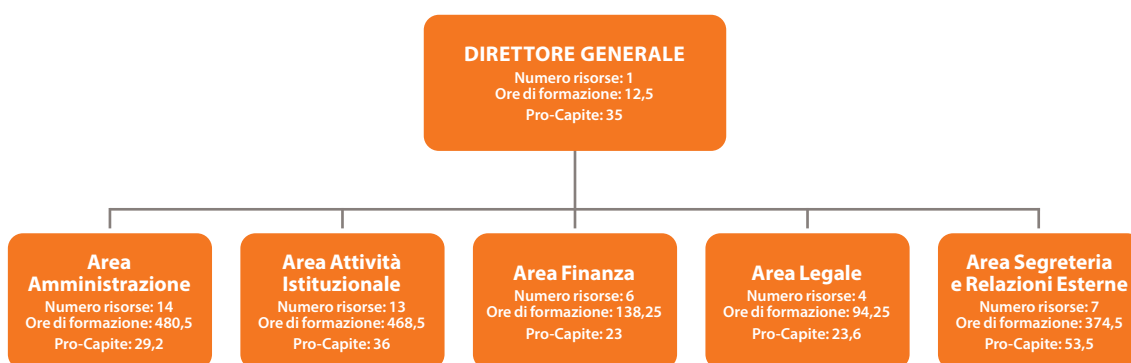 DIRETTORE GENERALE
Numero risorse: 1
Ore di formazione: 12,5
Pro-Capite: 35
Area
Amministrazione
Numero risorse: 14
Ore di formazione: 480,5
Pro-Capite: 29,2
Area Attività
Istituzionale
Numero risorse: 13
Ore di formazione: 468,5
Pro-Capite: 36
Area Finanza
Numero risorse: 6
Ore di formazione: 138,25
Pro-Capite: 23
Area Legale
Numero risorse: 4
Ore di formazione: 94,25
Pro-Capite: 23,6
Area Segreteria
e Relazioni Esterne
Numero risorse: 7
Ore di formazione: 374,5
Pro-Capite: 53,5